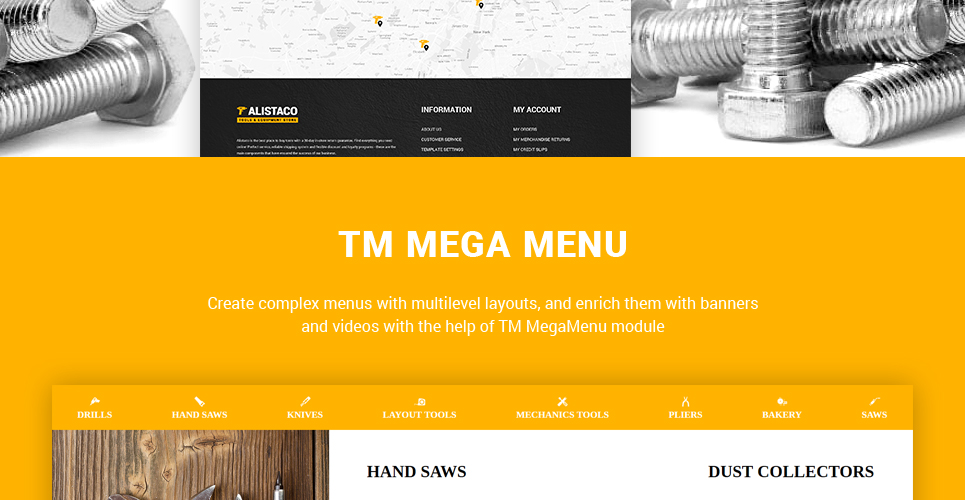 New York
ALISTACO
TOOLS & EQUIPMENT STORE
INFORMATION
MY ACCOUNT
ABOUT US
MY ORDERS
CUSTOMER SERVICE
MY MERCHANDISE RETURNS
TEMPLATE SETTINGS
MY CREDIT SLIPS
TM MEGA MENU
Create complex menus with multilevel layouts, and enrich them with banners
and videos with the help of TM MegaMenu module
DRILLS
HAND SAWS
KNIVES
LAYOUT TOOLS
MECHANICS TOOLS
PLIERS
BAKERY
SAWS
HAND SAWS
DUST COLLECTORS